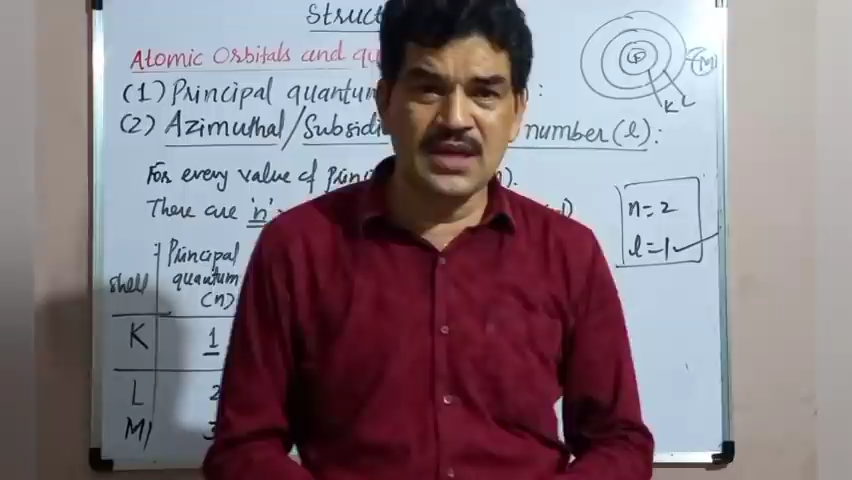 Struct
Atomic Orbitals and qu
(1) Principal quantum :
(2) Azimuthal/Subsidi number (l):
For every value of princ n).
There are 'n'
Shell
Principal
quantum
(n)
K 1
L 2
M 3
P
K L
M
n=2
l=1